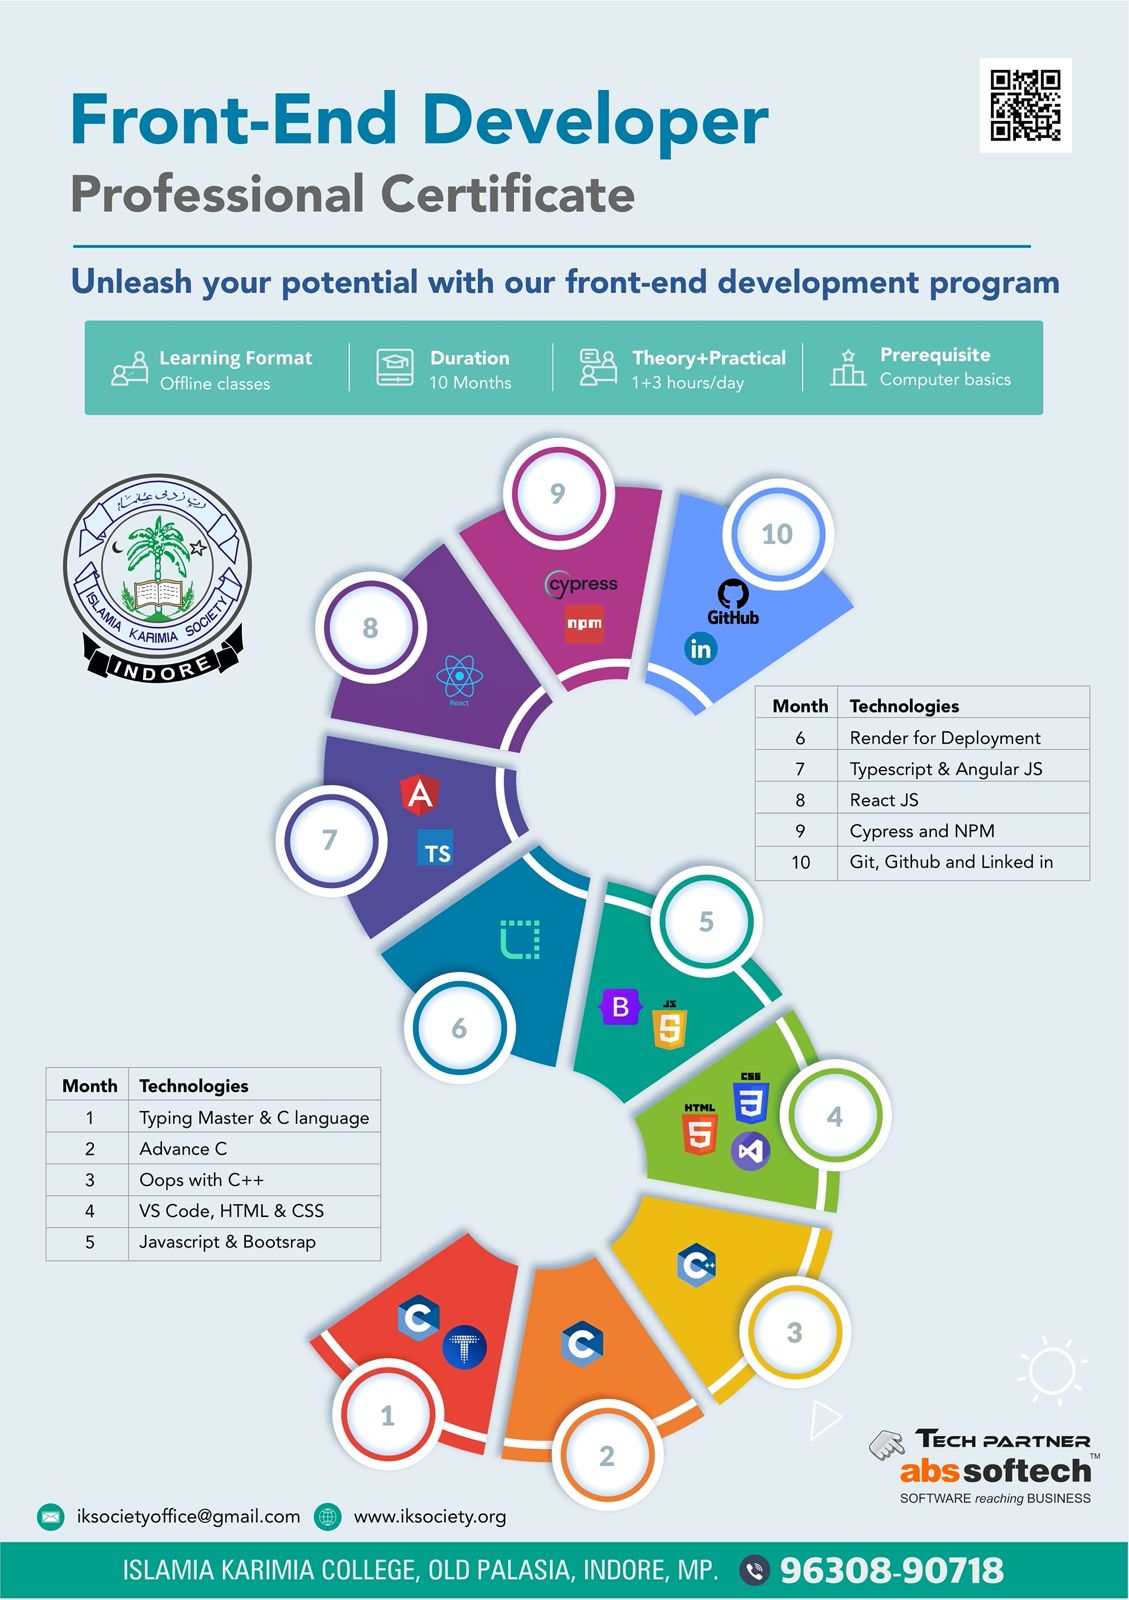 Front-End Developer
Professional Certificate
Unleash your potential with our front-end development program
Learning Format
Offline classes
Duration
10 Months
Theory+Practical
1+3 hours/day
Prerequisite
Computer basics
ISLAMIA KARIMIA SOCIETY
INDORE
9
cypress
npm
10
GitHub
in
8
React
Month Technologies
6 Render for Deployment
7 Typescript & Angular JS
8 React JS
9 Cypress and NPM
10 Git, Github and Linked in
7
A
TS
5
B
JS
5
6
4
CSS
3
HTML
5
Month Technologies
1 Typing Master & C language
2 Advance C
3 Oops with C++
4 VS Code, HTML & CSS
5 Javascript & Bootsrap
C++
3
C
T
1
C
2
TECH PARTNER
abssoftech™
SOFTWARE reaching BUSINESS
iksocietyoffice@gmail.com www.iksociety.org
ISLAMIA KARIMIA COLLEGE, OLD PALASIA, INDORE, MP. 96308-90718